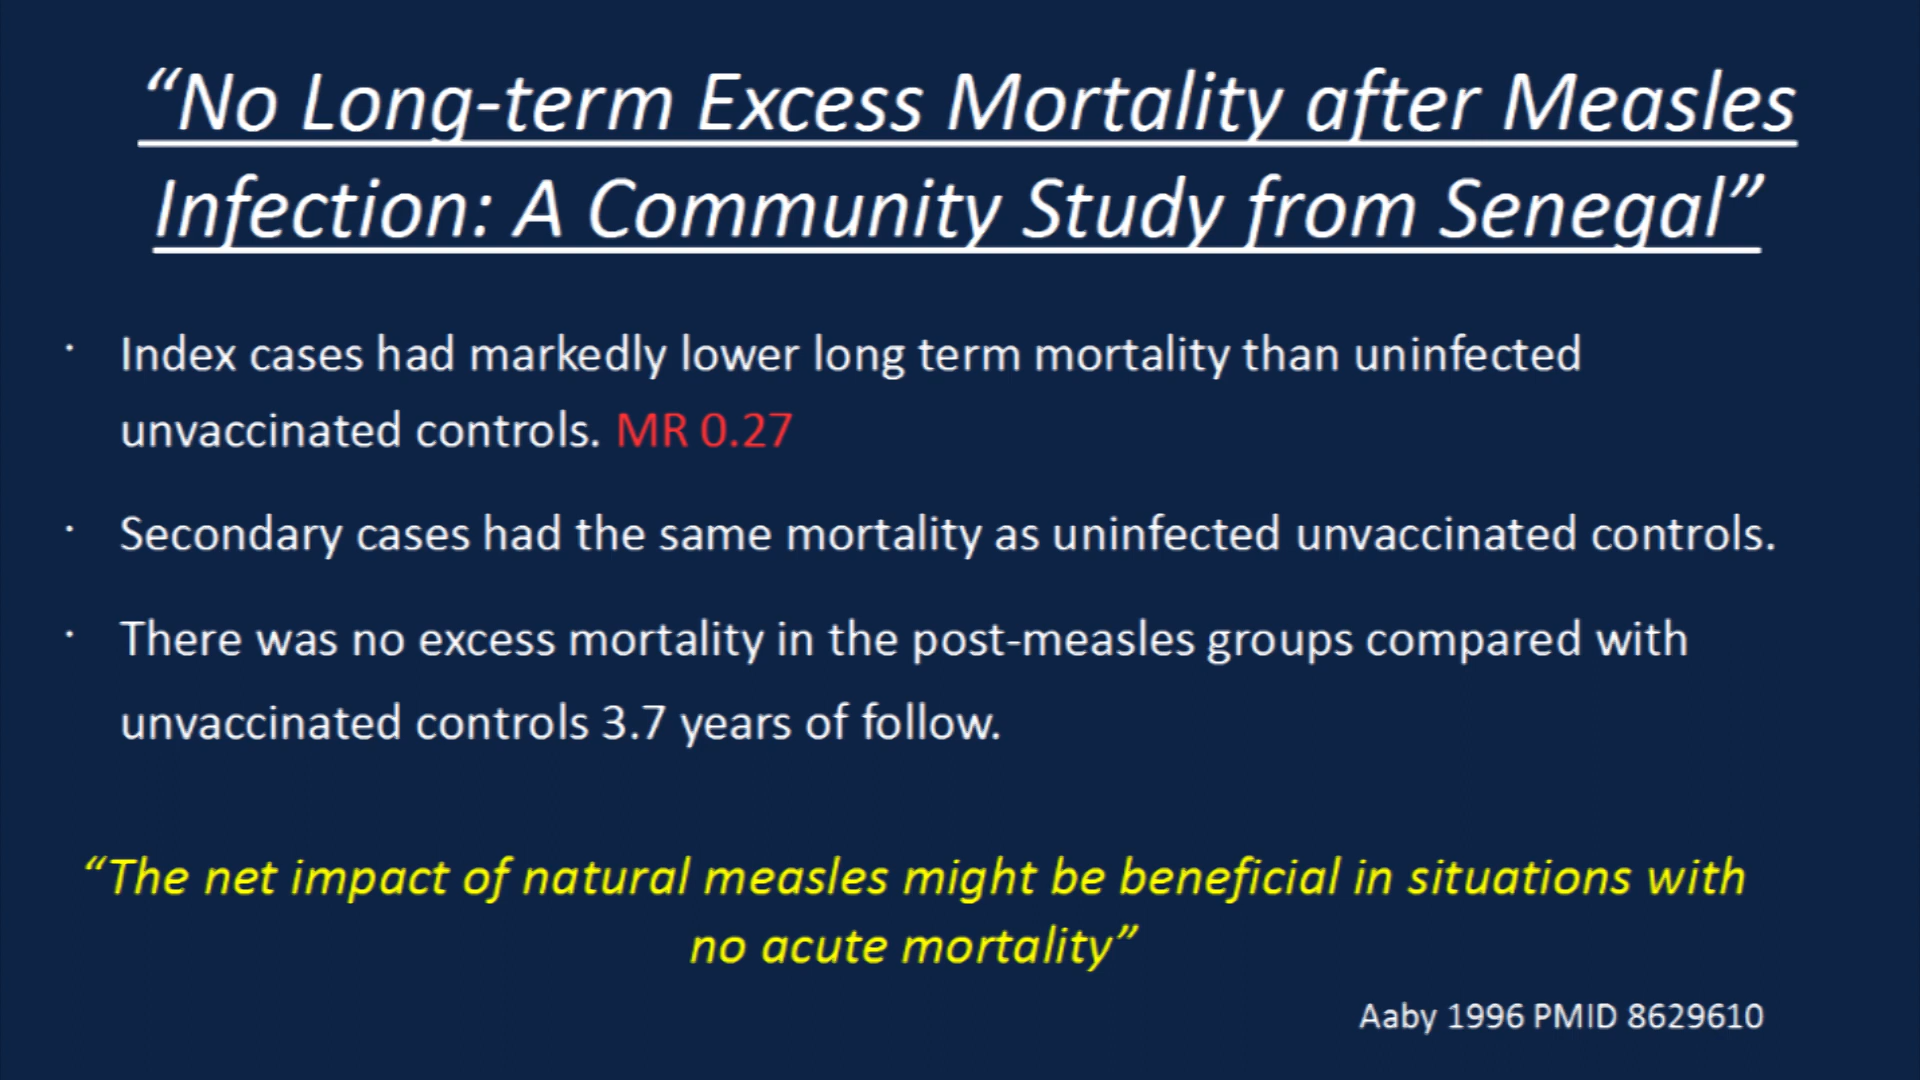 “No Long-term Excess Mortality after Measles
Infection: A Community Study from Senegal”
· Index cases had markedly lower long term mortality than uninfected
unvaccinated controls. MR 0.27
· Secondary cases had the same mortality as uninfected unvaccinated controls.
· There was no excess mortality in the post-measles groups compared with
unvaccinated controls 3.7 years of follow.
“The net impact of natural measles might be beneficial in situations with
no acute mortality”
Aaby 1996 PMID 8629610